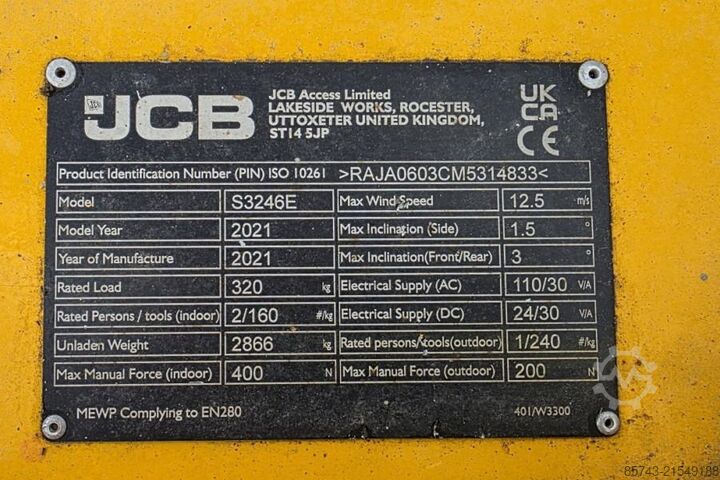 JCB
JCB Access Limited
LAKESIDE WORKS, ROCESTER,
UTTOXETER UNITED KINGDOM,
ST14 5JP
UK
CA
CE
Product Identification Number (PIN) ISO 10261 >RAJA0603CM5314833<
Model S3246E Max Wind Speed 12.5 m/s
Model Year 2021 Max Inclination (Side) 1.5 °
Year of Manufacture 2021 Max Inclination(Front/Rear) 3 °
Rated Load 320 kg Electrical Supply (AC) 110/30 V/A
Rated Persons / tools (indoor) 2/160 #/kg Electrical Supply (DC) 24/30 V/A
Unladen Weight 2866 kg Rated persons/tools(outdoor) 1/240 #/kg
Max Manual Force (indoor) 400 N Max Manual Force (outdoor) 200 N
MEWP Complying to EN280 401/W3300
85743-21549188